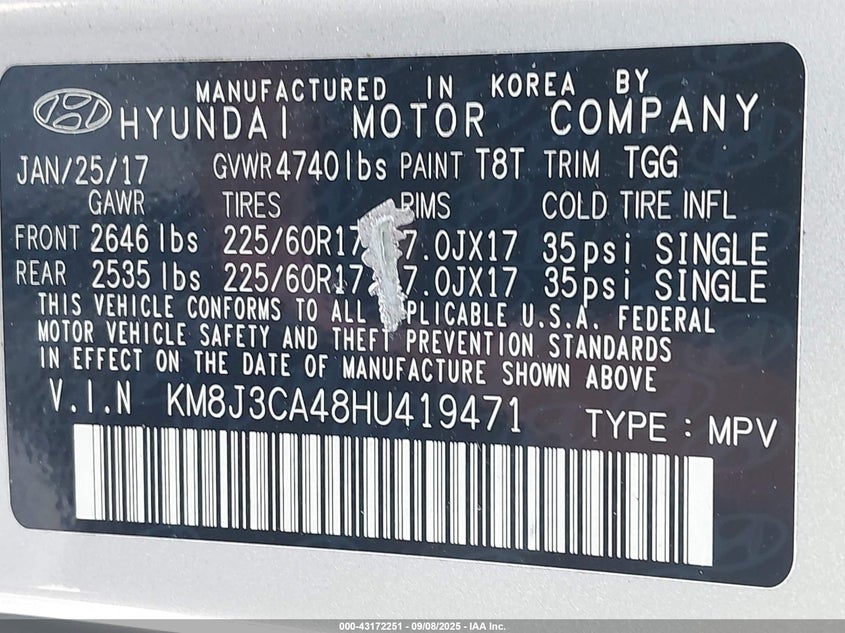 MANUFACTURED IN KOREA BY
HYUNDAI MOTOR COMPANY
JAN/25/17 GVWR 4740 lbs PAINT T8T TRIM TGG
GAWR TIRES RIMS COLD TIRE INFL
FRONT 2646 lbs 225/60R17 7.0JX17 35psi SINGLE
REAR 2535 lbs 225/60R17 7.0JX17 35psi SINGLE
THIS VEHICLE CONFORMS TO ALL PLICABLE U.S.A. FEDERAL
MOTOR VEHICLE SAFETY AND THEFT PREVENTION STANDARDS
IN EFFECT ON THE DATE OF MANUFACTURE SHOWN ABOVE
V.I.N KM8J3CA48HU419471 TYPE : MPV
000-43172251 - 09/08/2025 - IAA Inc.